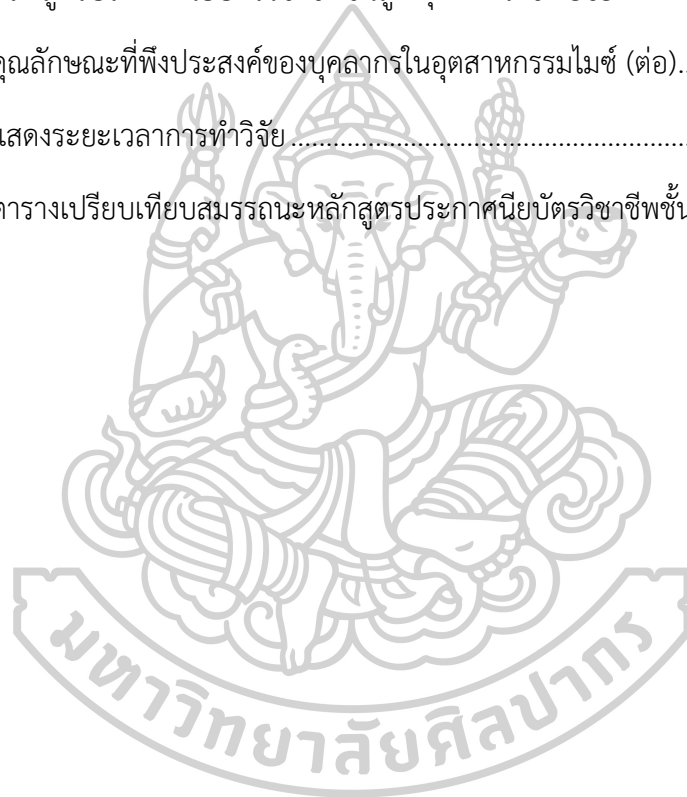 คุณลักษณะที่พึงประสงค์ของบุคลากรในอุตสาหกรรมไมซ์ (ต่อ)..
แสดงระยะเวลาการทำวิจัย ..............................................................
ตารางเปรียบเทียบสมรรถนะหลักสูตรประกาศนียบัตรวิชาชีพชั้น
มหาวิทยาลัยศิลปากร